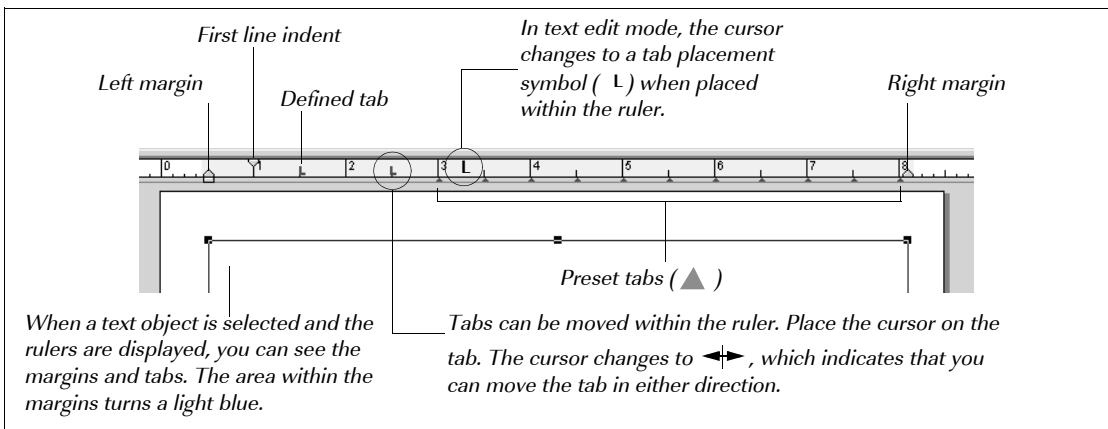 First line indent
In text edit mode, the cursor
changes to a tab placement
symbol ( L ) when placed
within the ruler.
Left margin
Defined tab
Right margin
0 1 2 3 L 4 5 6 7 8
Preset tabs ( ▲ )
When a text object is selected and the
rulers are displayed, you can see the
margins and tabs. The area within the
margins turns a light blue.
Tabs can be moved within the ruler. Place the cursor on the
tab. The cursor changes to ◄►, which indicates that you
can move the tab in either direction.